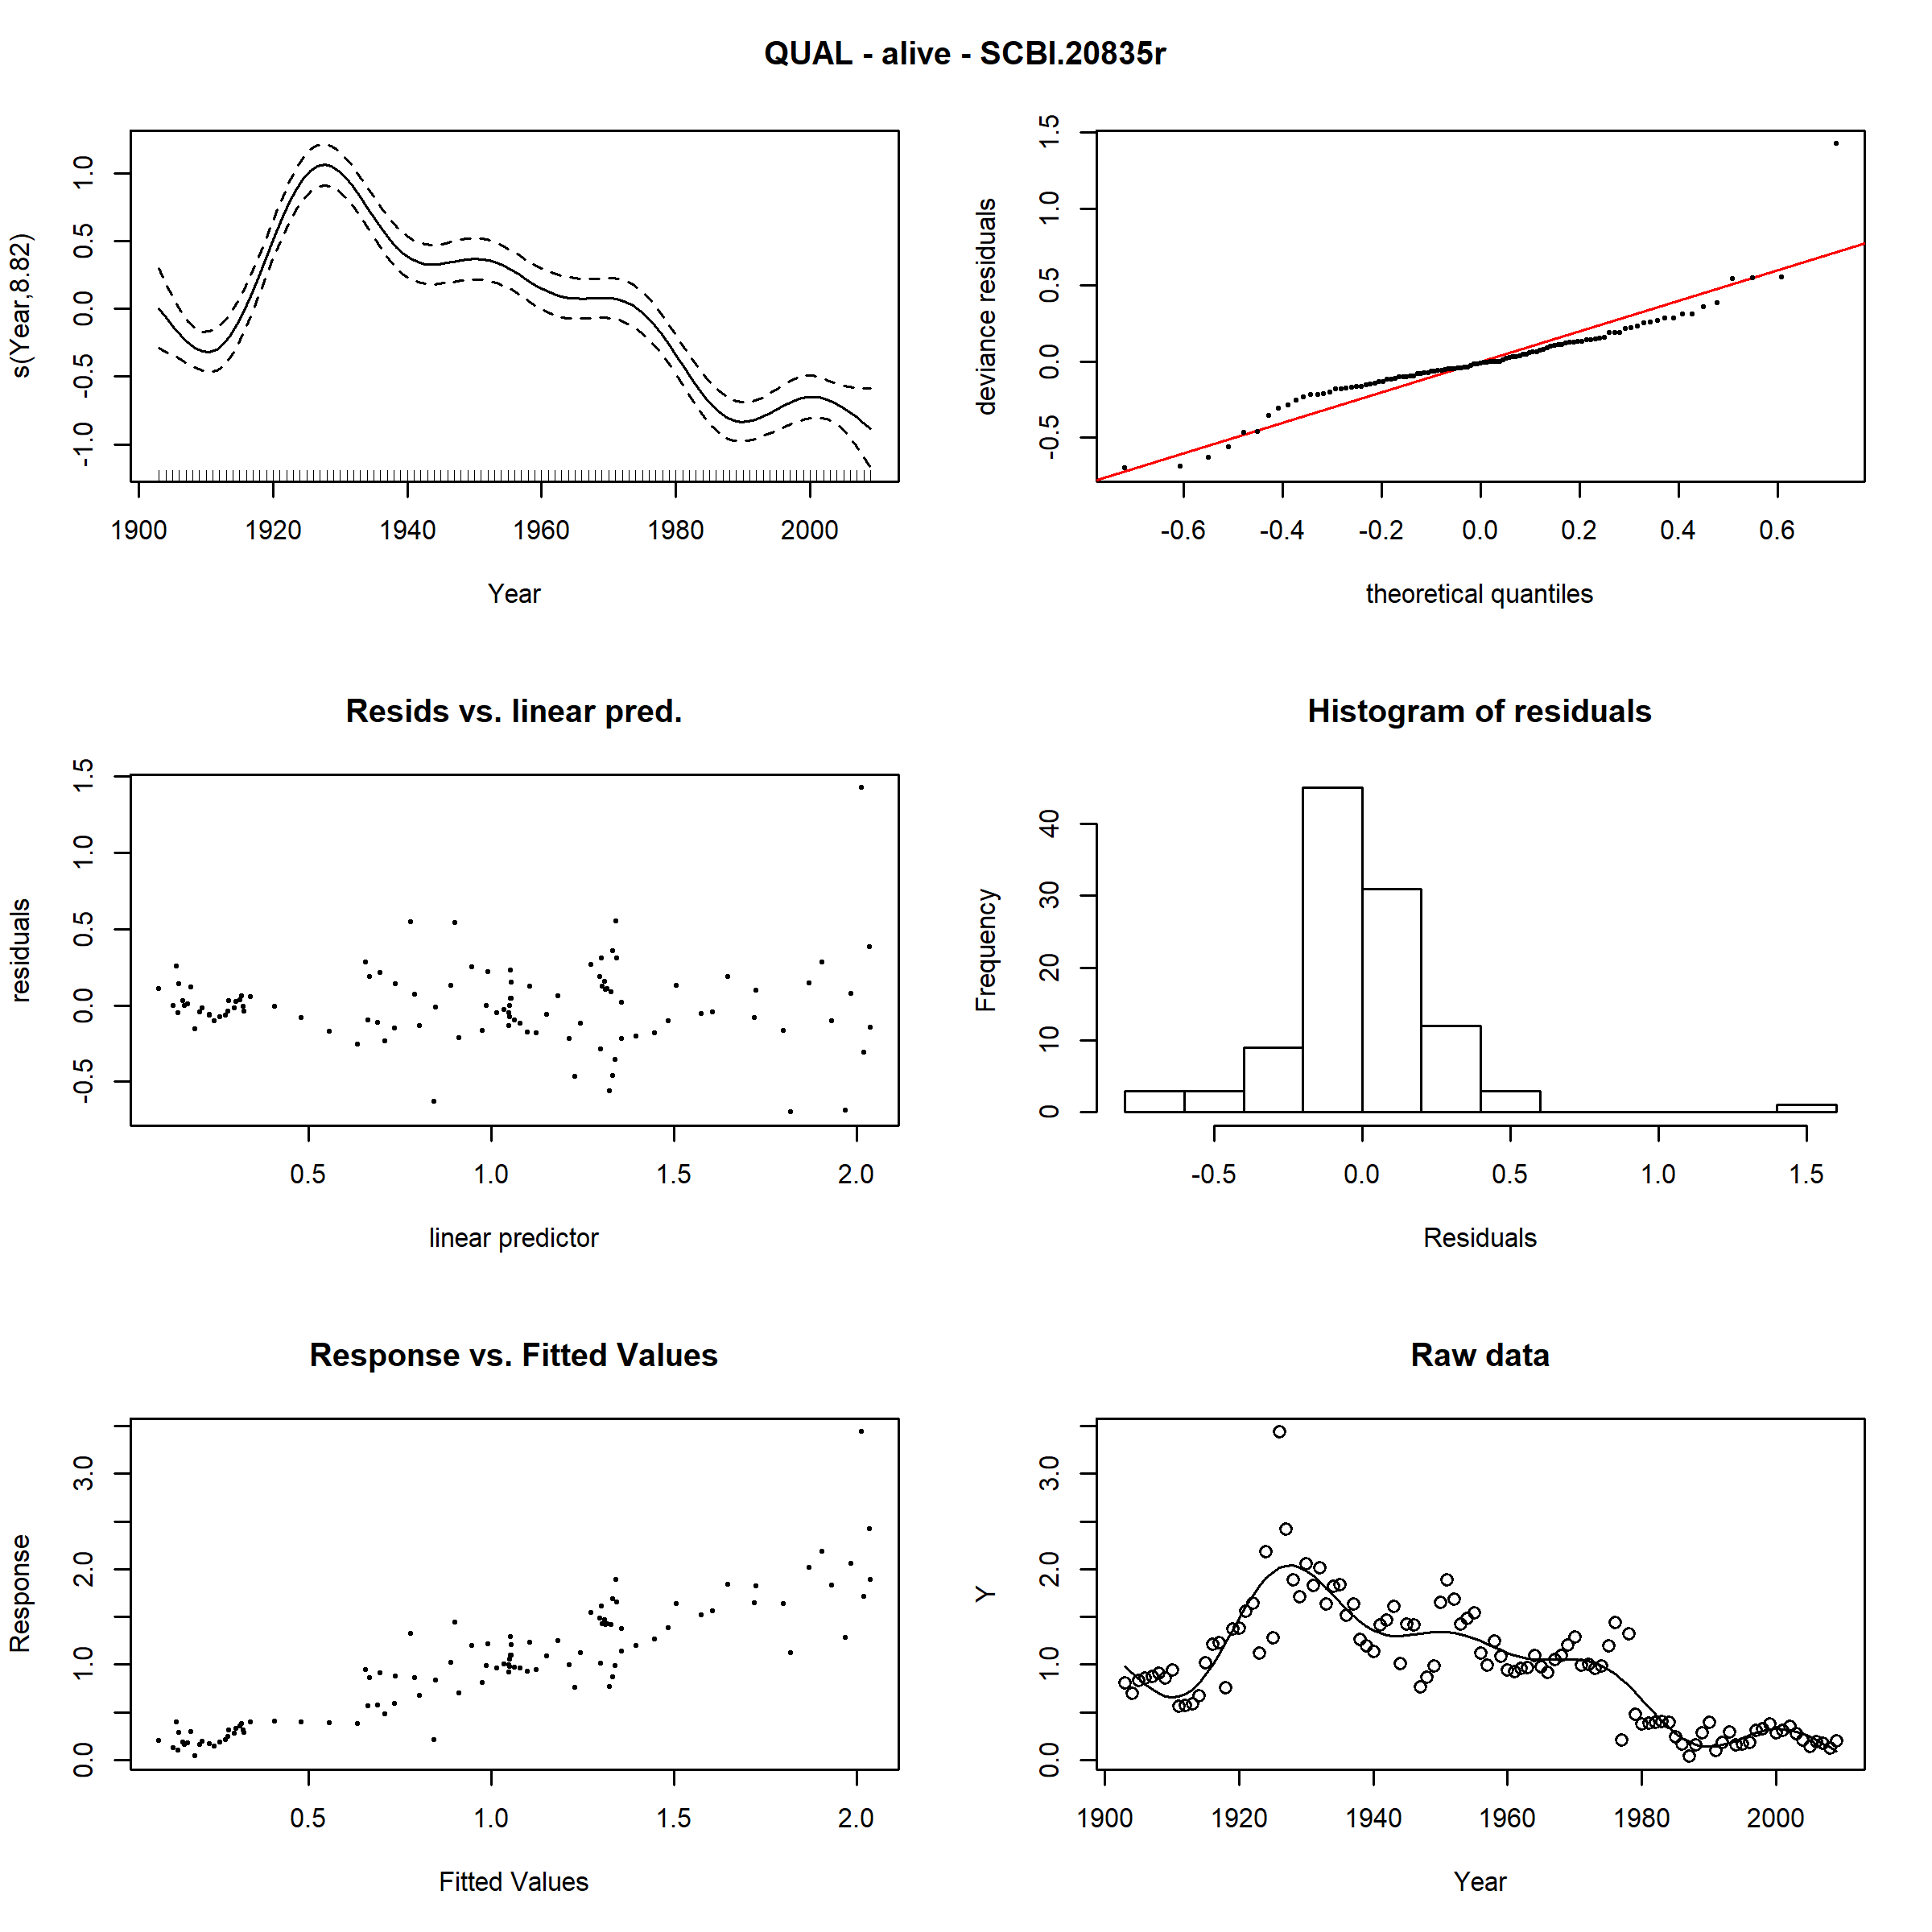 QUAL - alive - SCBI.20835r
s(Year,8.82)
-1.0 -0.5 0.0 0.5 1.0
1900 1920 1940 1960 1980 2000
Year
deviance residuals
-0.5 0.0 0.5 1.0 1.5
-0.6 -0.4 -0.2 0.0 0.2 0.4 0.6
theoretical quantiles
Resids vs. linear pred.
residuals
-0.5 0.0 0.5 1.0 1.5
0.5 1.0 1.5 2.0
linear predictor
Histogram of residuals
Frequency
0 10 20 30 40
-0.5 0.0 0.5 1.0 1.5
Residuals
Response vs. Fitted Values
Response
0.0 1.0 2.0 3.0
0.5 1.0 1.5 2.0
Fitted Values
Raw data
Y
0.0 1.0 2.0 3.0
1900 1920 1940 1960 1980 2000
Year